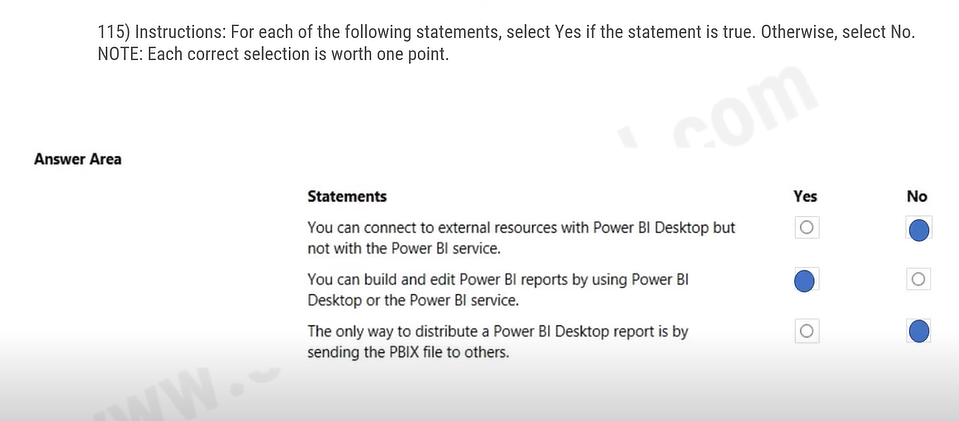 115) Instructions: For each of the following statements, select Yes if the statement is true. Otherwise, select No.
NOTE: Each correct selection is worth one point.
.com
Answer Area
Statements Yes No
You can connect to external resources with Power BI Desktop but
not with the Power BI service.
You can build and edit Power BI reports by using Power BI
Desktop or the Power BI service.
The only way to distribute a Power BI Desktop report is by
sending the PBIX file to others.
www.